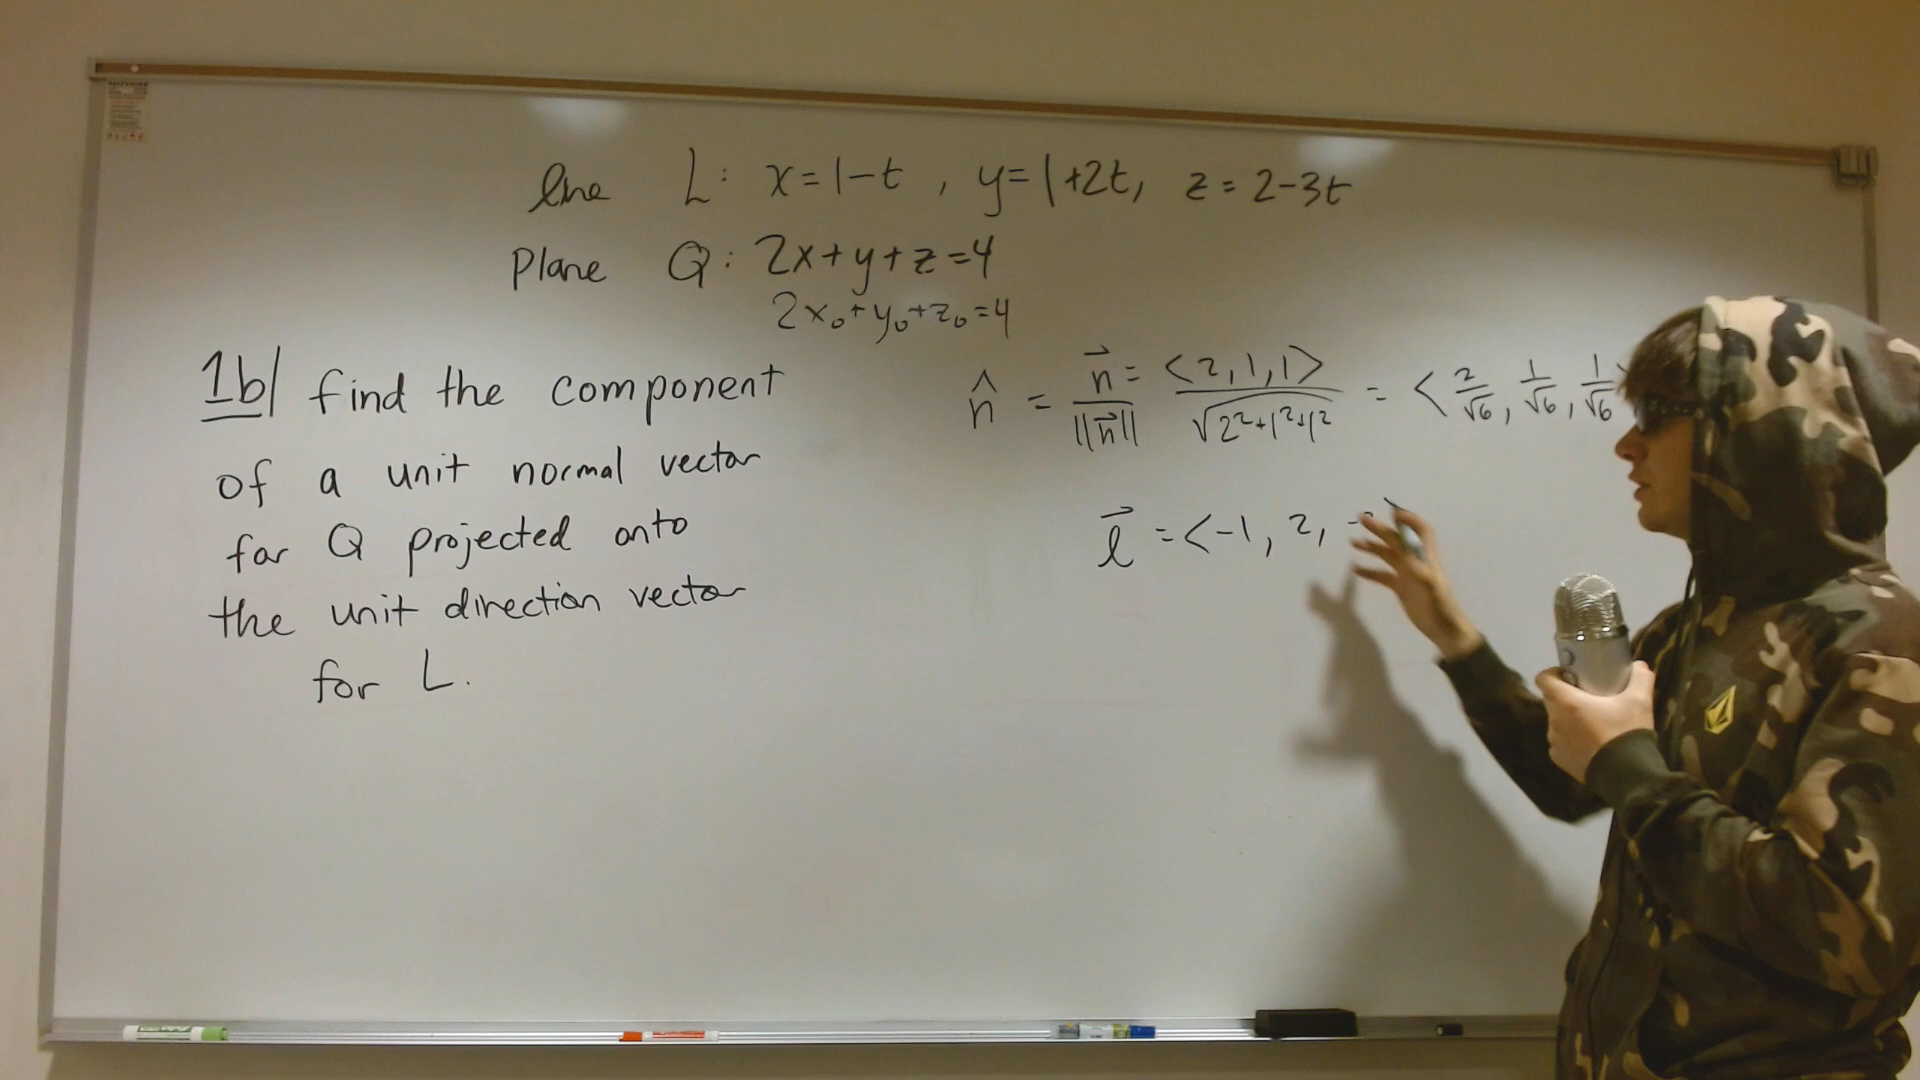 line L: x=1-t , y=1+2t, z=2-3t
Plane Q: 2x+y+z=4
2x₀+y₀+z₀=4
1b| find the component
of a unit normal vector
for Q projected onto
the unit direction vector
for L.
n̂ = n⃗/||n⃗|| = <2,1,1>/√2²+1²+1² = <2/√6, 1/√6, 1/√6
l⃗ = <-1, 2,